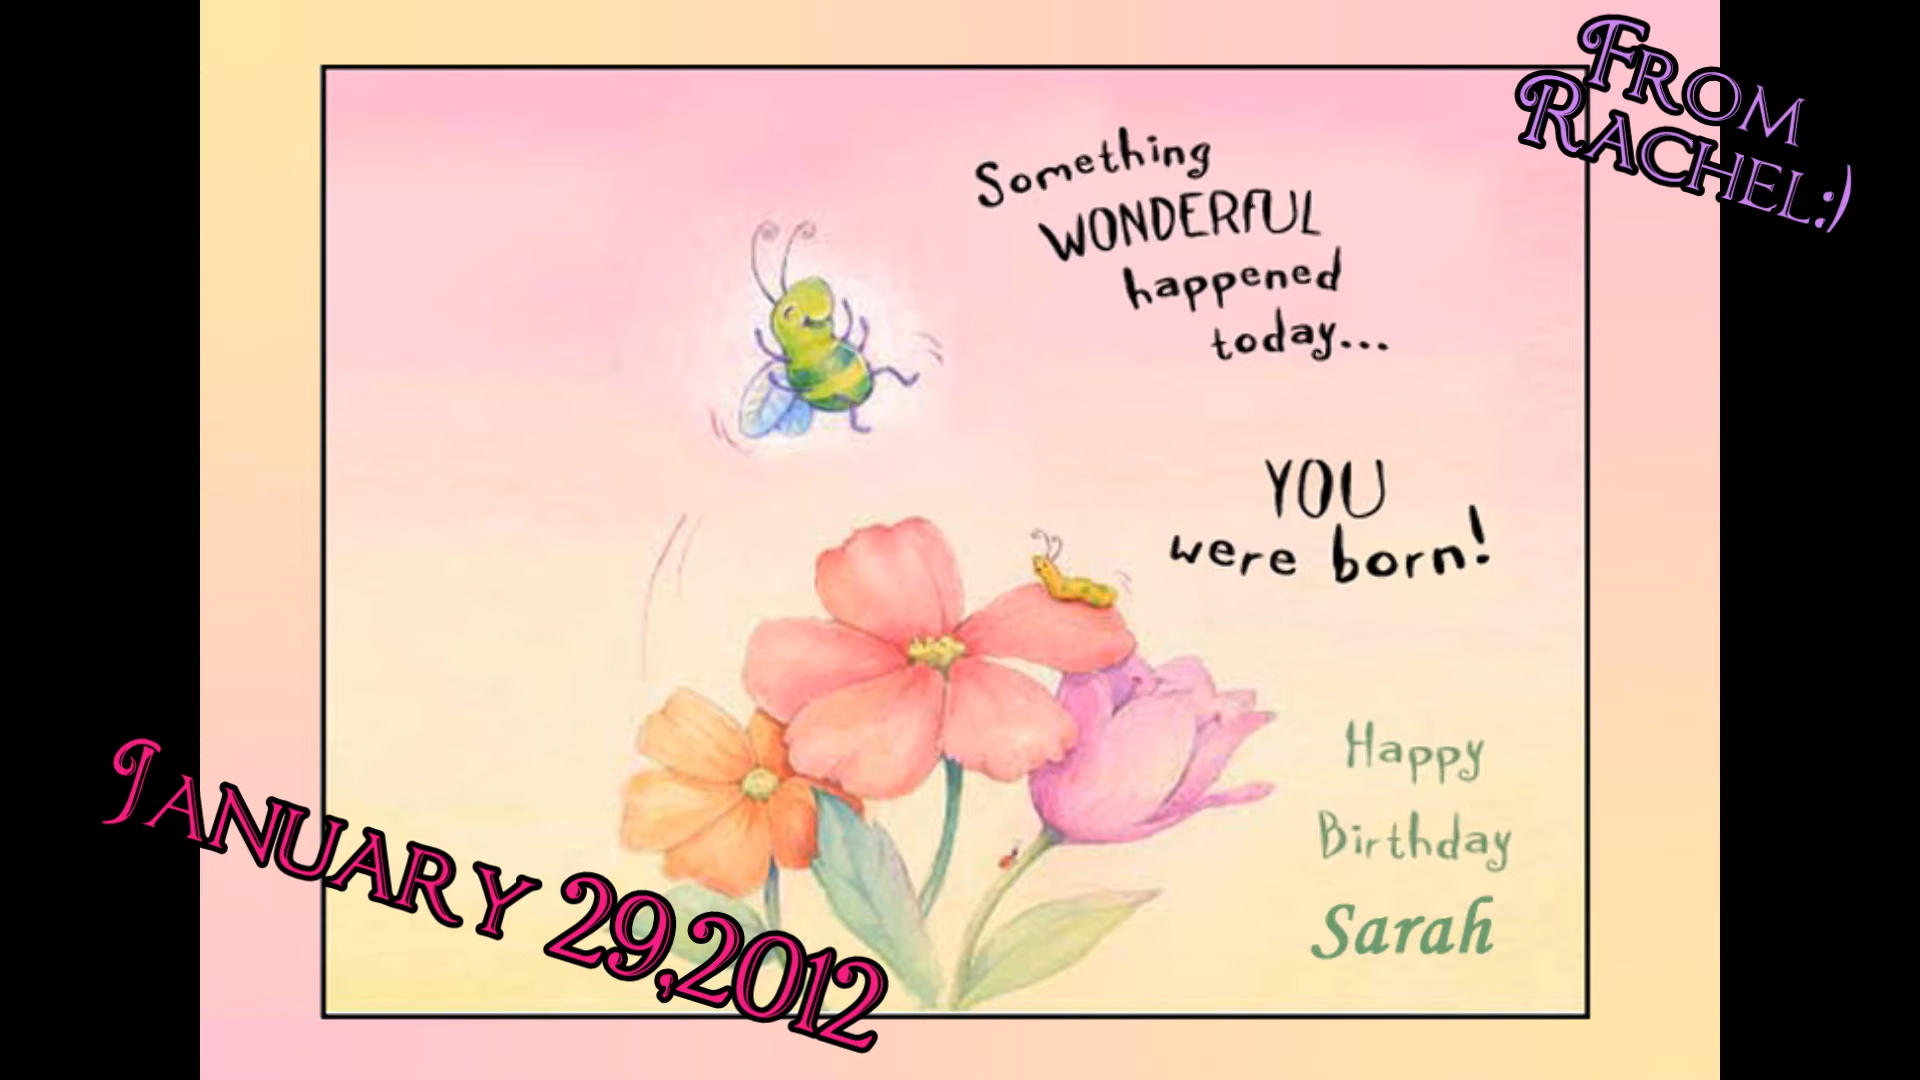 From
Rachel:)
Something
WONDERFUL
happened
today...
YOU
were born!
Happy
Birthday
Sarah
January 29,2012